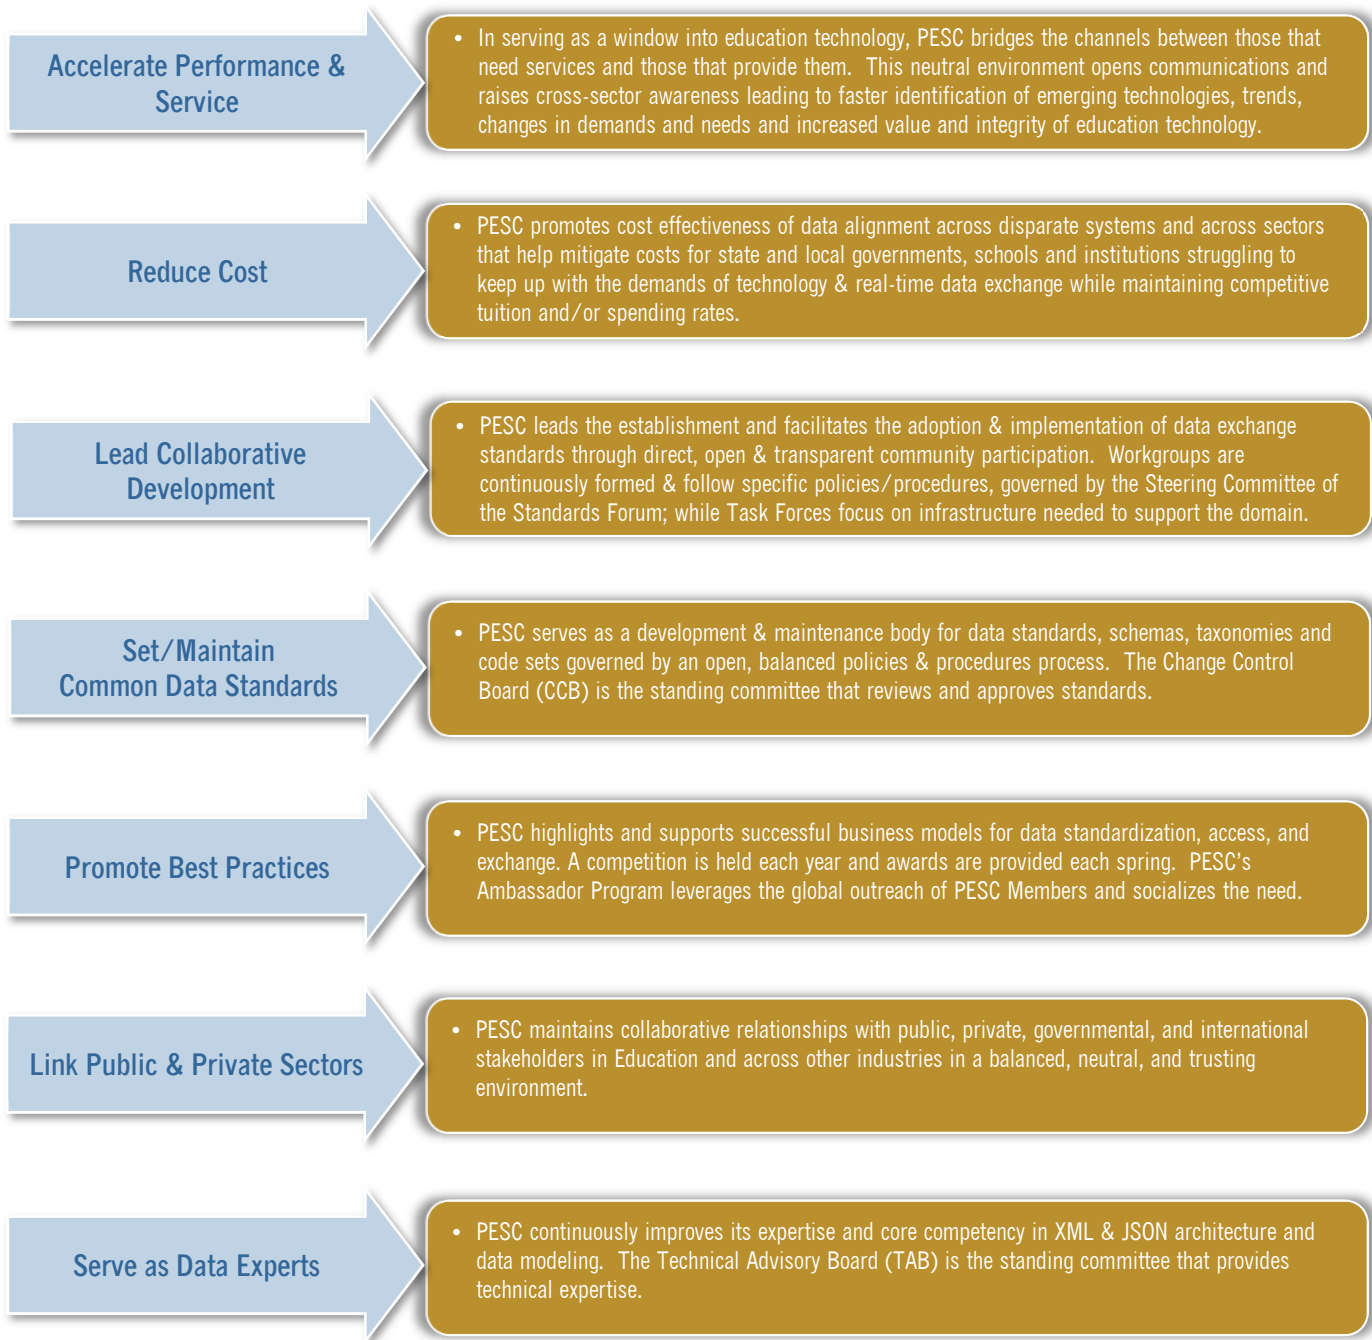 Accelerate Performance &
Service
• In serving as a window into education technology, PESC bridges the channels between those that
need services and those that provide them.  This neutral environment opens communications and
raises cross-sector awareness leading to faster identification of emerging technologies, trends,
changes in demands and needs and increased value and integrity of education technology.
Reduce Cost
• PESC promotes cost effectiveness of data alignment across disparate systems and across sectors
that help mitigate costs for state and local governments, schools and institutions struggling to
keep up with the demands of technology & real-time data exchange while maintaining competitive
tuition and/or spending rates.
Lead Collaborative
Development
• PESC leads the establishment and facilitates the adoption & implementation of data exchange
standards through direct, open & transparent community participation.  Workgroups are
continuously formed & follow specific policies/procedures, governed by the Steering Committee of
the Standards Forum; while Task Forces focus on infrastructure needed to support the domain.
Set/Maintain
Common Data Standards
• PESC serves as a development & maintenance body for data standards, schemas, taxonomies and
code sets governed by an open, balanced policies & procedures process.  The Change Control
Board (CCB) is the standing committee that reviews and approves standards.
Promote Best Practices
• PESC highlights and supports successful business models for data standardization, access, and
exchange. A competition is held each year and awards are provided each spring.  PESC's
Ambassador Program leverages the global outreach of PESC Members and socializes the need.
Link Public & Private Sectors
• PESC maintains collaborative relationships with public, private, governmental, and international
stakeholders in Education and across other industries in a balanced, neutral, and trusting
environment.
Serve as Data Experts
• PESC continuously improves its expertise and core competency in XML & JSON architecture and
data modeling.  The Technical Advisory Board (TAB) is the standing committee that provides
technical expertise.